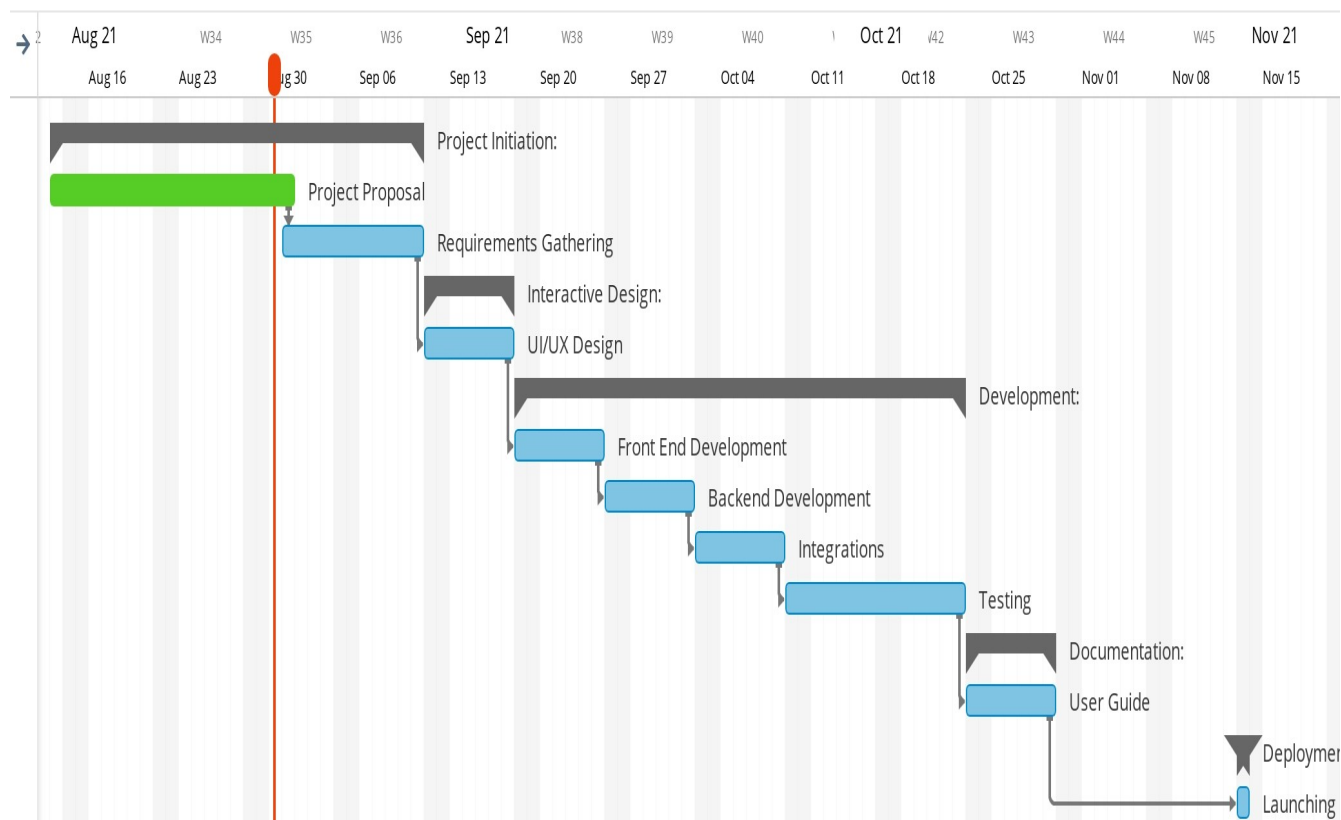 Aug 21 W34 W35 W36 Sep 21 W38 W39 W40 Oct 21 W43 W44 W45 Nov 21
Aug 16 Aug 23 Sep 06 Sep 13 Sep 20 Sep 27 Oct 04 Oct 11 Oct 18 Oct 25 Nov 01 Nov 08 Nov 15
Project Initiation:
Project Proposal
Requirements Gathering
Interactive Design:
UI/UX Design
Development:
Front End Development
Backend Development
Integrations
Testing
Documentation:
User Guide
Launching